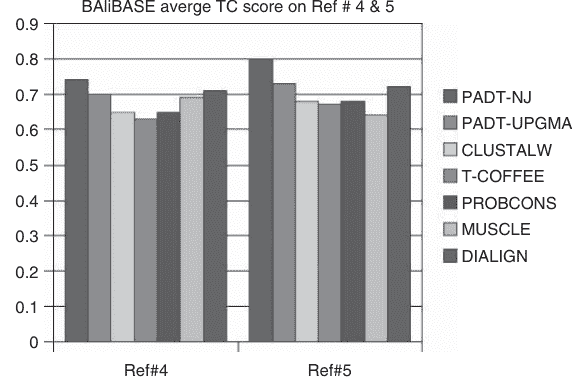 BAliBASE averge TC score on Ref # 4 & 5
0.9
0.8
0.7
0.6
0.5
0.4
0.3
0.2
0.1
0
Ref#4
Ref#5
PADT-NJ
PADT-UPGMA
CLUSTALW
T-COFFEE
PROBCONS
MUSCLE
DIALIGN